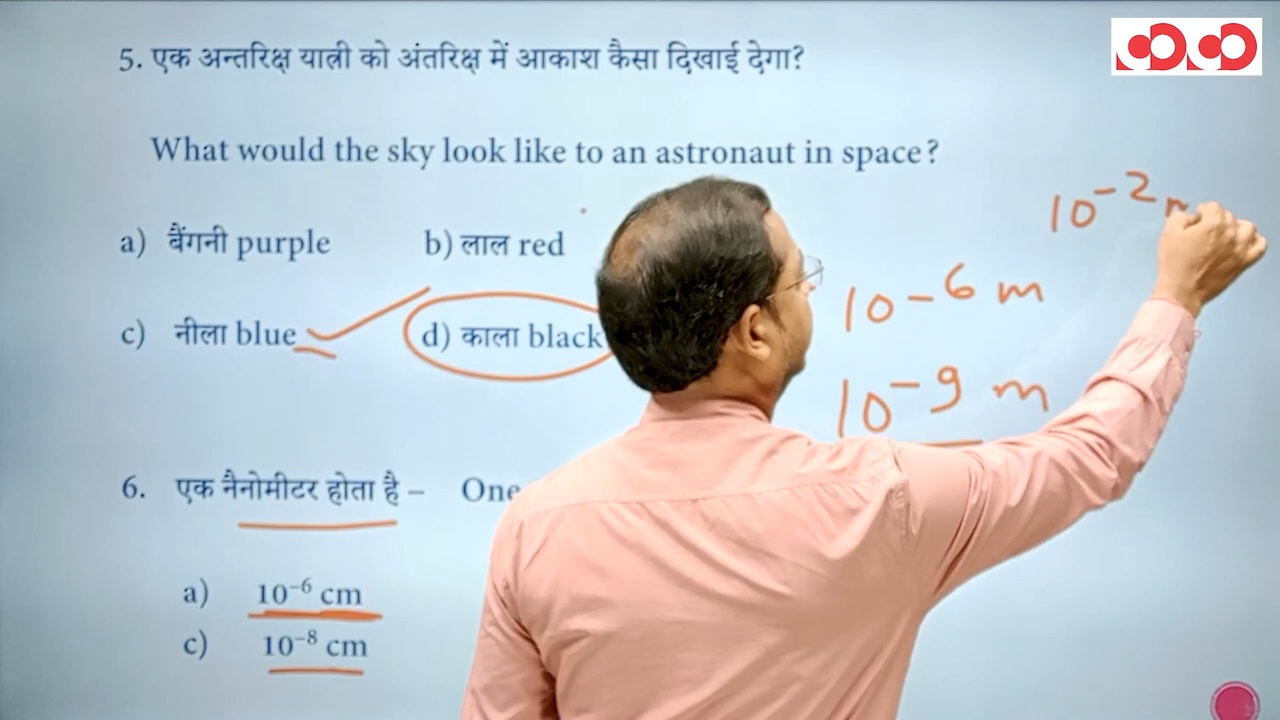 5. एक अन्तरिक्ष यात्री को अंतरिक्ष में आकाश कैसा दिखाई देगा?
What would the sky look like to an astronaut in space?
a) बैंगनी purple b) लाल red
c) नीला blue d) काला black
10⁻² m
10⁻⁶ m
10⁻⁹ m
6. एक नैनोमीटर होता है – One
a) 10⁻⁶ cm
c) 10⁻⁸ cm